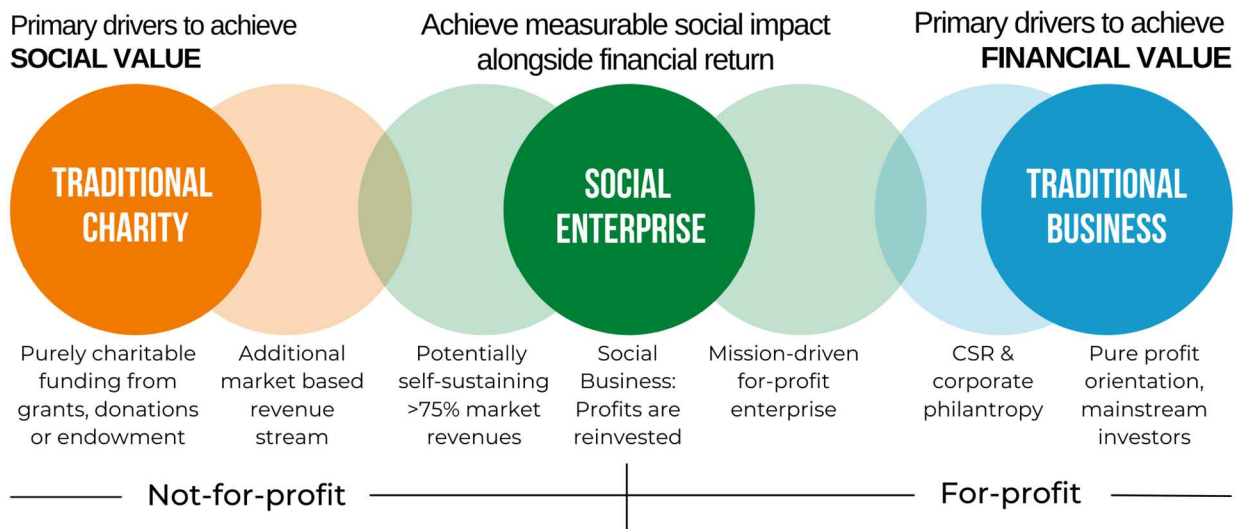 Primary drivers to achieve
SOCIAL VALUE
Achieve measurable social impact
alongside financial return
Primary drivers to achieve
FINANCIAL VALUE
TRADITIONAL
CHARITY
SOCIAL
ENTERPRISE
TRADITIONAL
BUSINESS
Purely charitable
funding from
grants, donations
or endowment
Additional
market based
revenue
stream
Potentially
self-sustaining
>75% market
revenues
Social
Business:
Profits are
reinvested
Mission-driven
for-profit
enterprise
CSR &
corporate
philantropy
Pure profit
orientation,
mainstream
investors
Not-for-profit
For-profit